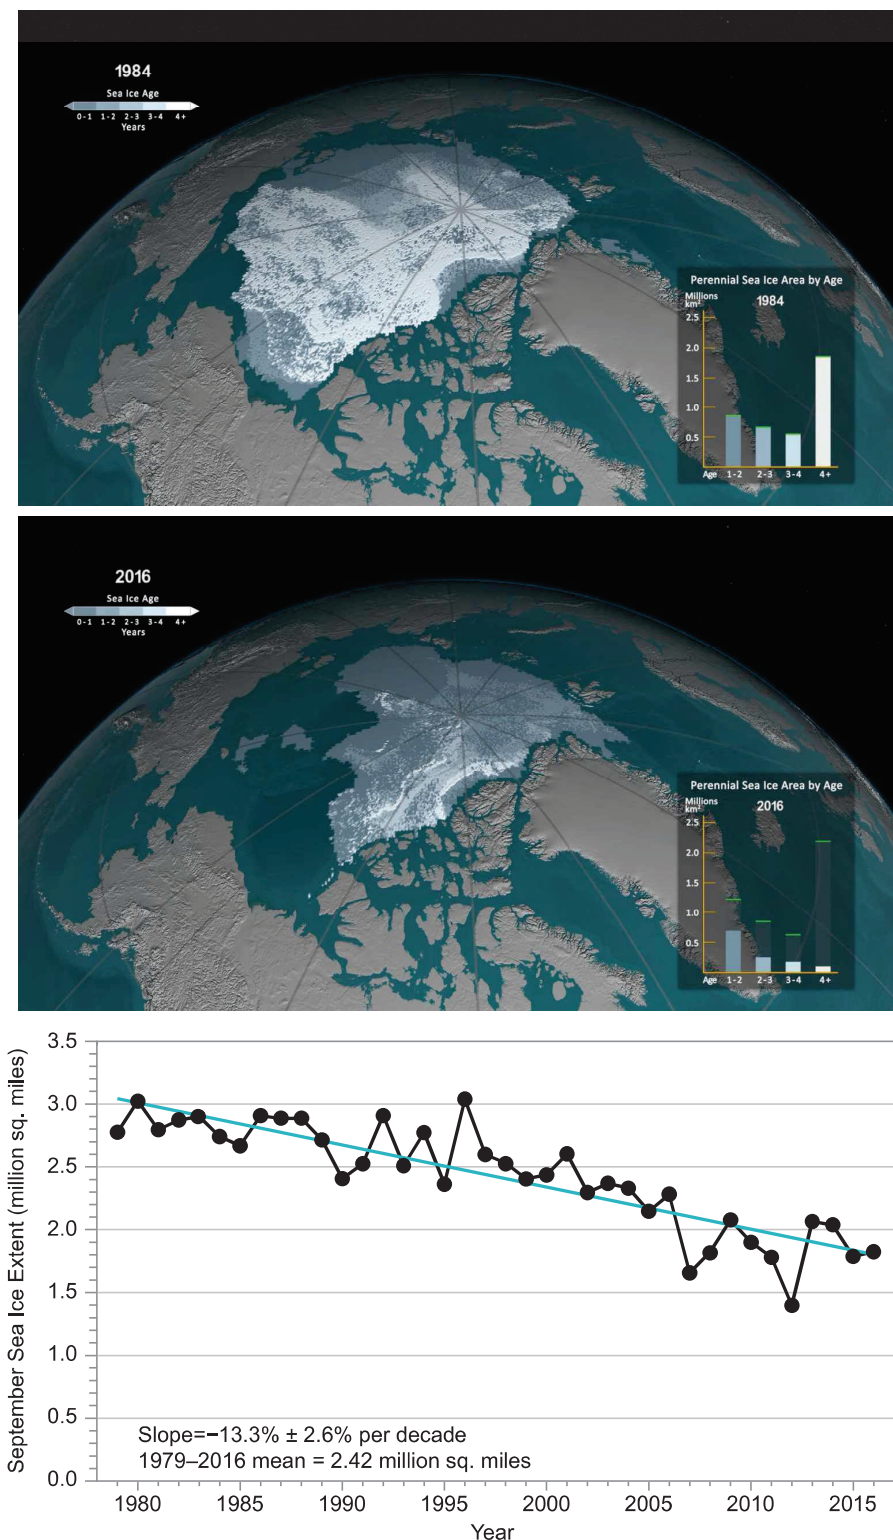 1984
Sea Ice Age
0-1 1-2 2-3 3-4 4+
Years
Perennial Sea Ice Area by Age
Millions
km²
1984
2.5
2.0
1.5
1.0
0.5
Age 1-2 2-3 3-4 4+
2016
Sea Ice Age
0-1 1-2 2-3 3-4 4+
Years
Perennial Sea Ice Area by Age
Millions
km²
2016
2.5
2.0
1.5
1.0
0.5
Age 1-2 2-3 3-4 4+
September Sea Ice Extent (million sq. miles)
3.5
3.0
2.5
2.0
1.5
1.0
0.5
0.0
Slope=−13.3% ± 2.6% per decade
1979–2016 mean = 2.42 million sq. miles
1980 1985 1990 1995 2000 2005 2010 2015
Year